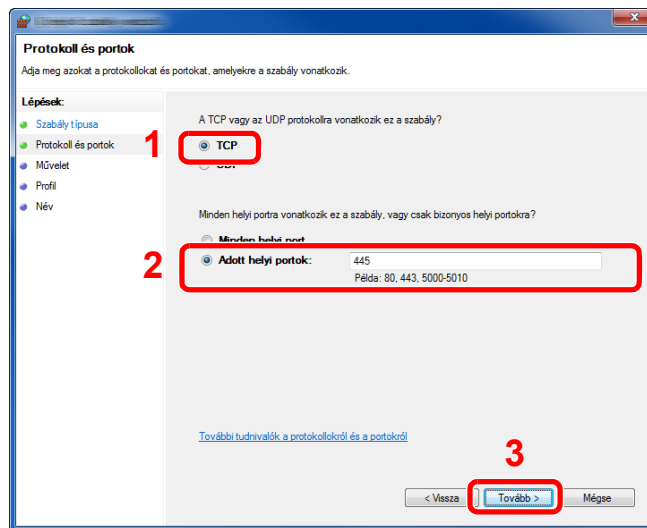 Protokoll és portok
Adja meg azokat a protokollokat és portokat, amelyekre a szabály vonatkozik.
Lépések:
Szabály típusa
Protokoll és portok
Művelet
Profil
Név
A TCP vagy az UDP protokollra vonatkozik ez a szabály?
1
TCP
Minden helyi portra vonatkozik ez a szabály, vagy csak bizonyos helyi portokra?
Minden helyi port
2
Adott helyi portok:
445
Példa: 80, 443, 5000-5010
További tudnivalók a protokollokról és a portokról
3
< Vissza
Tovább >
Mégse